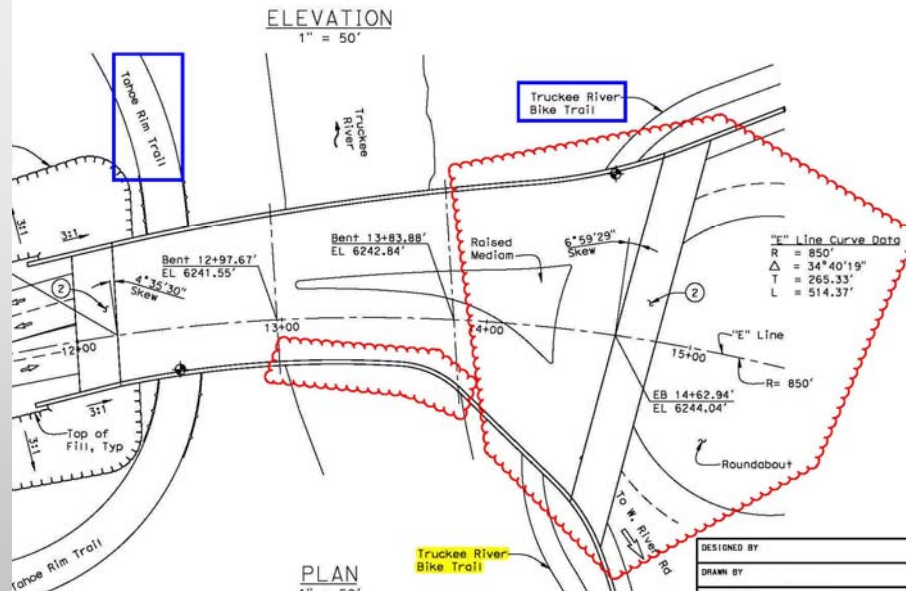 ELEVATION
1" = 50'
Tahoe Rim Trail
Truckee
River
Truckee River
Bike Trail
3:1
3:1
Bent 12+97.67'
EL 6241.55'
Bent 13+83.88'
EL 6242.84'
Raised
Mediam
6°59'29"
Skew
"E" Line Curve Data
R = 850'
Δ = 34°40'19"
T = 265.33'
L = 514.37'
2
4°35'30"
Skew
2
12+00
13+00
14+00
15+00
"E" Line
R= 850'
EB 14+62.94'
EL 6244.04'
3:1
3:1
Top of
Fill, Typ
Roundabout
To W. River
Rd
Tahoe Rim Trail
Truckee River
Bike Trail
PLAN
DESIGNED BY
DRAWN BY